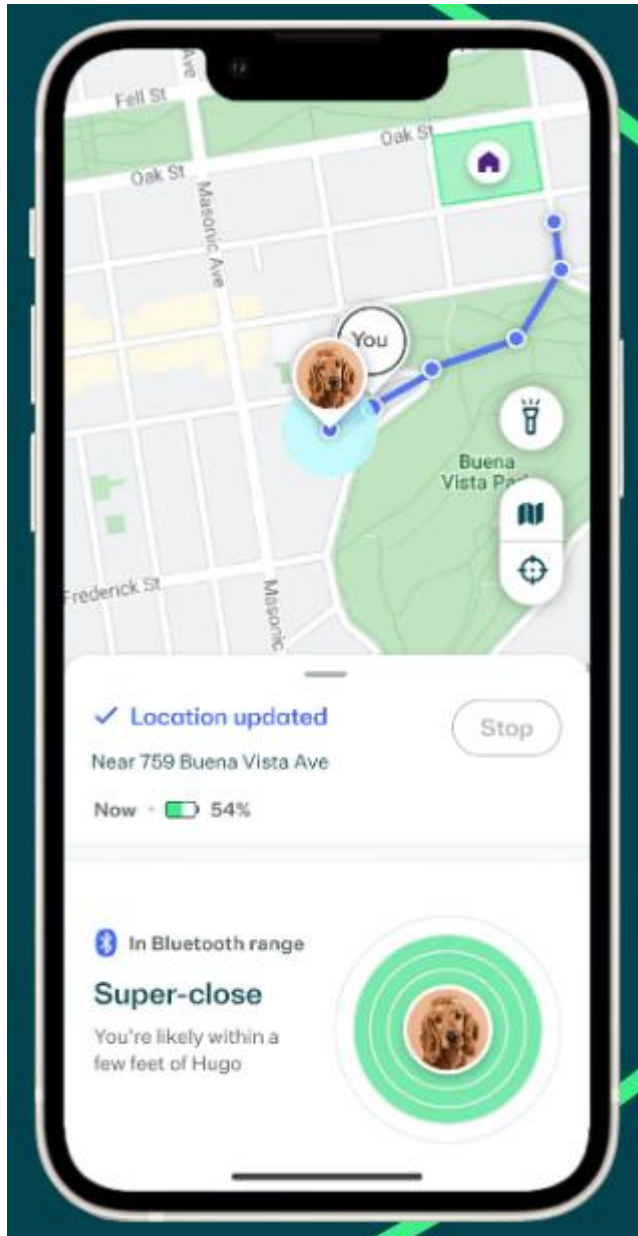 Ave
Fell St
Oak St
Oak St
Masonic Ave
You
Buena
Vista Park
Frederick St
Masonic
Location updated
Stop
Near 759 Buena Vista Ave
Now · 54%
In Bluetooth range
Super-close
You're likely within a
few feet of Hugo